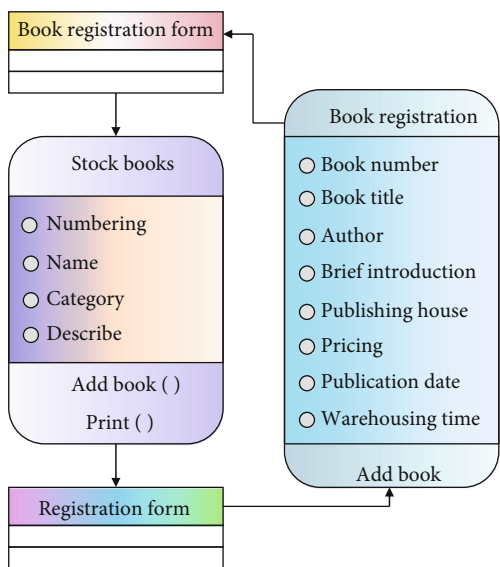 Book registration form
Stock books
Numbering
Name
Category
Describe
Add book ( )
Print ( )
Registration form
Book registration
Book number
Book title
Author
Brief introduction
Publishing house
Pricing
Publication date
Warehousing time
Add book